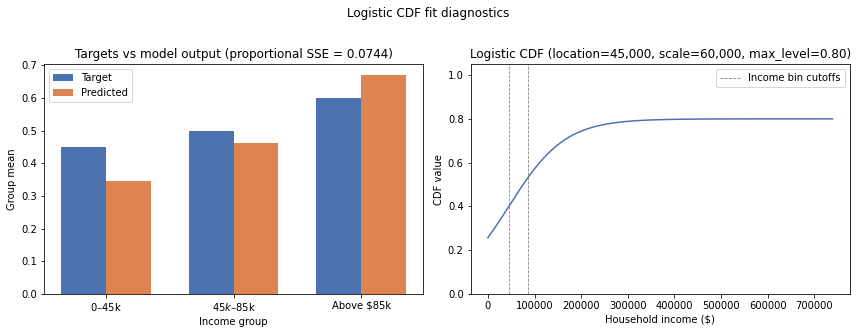 Logistic CDF fit diagnostics
Targets vs model output (proportional SSE = 0.0744)
Target
Predicted
Group mean
0.7
0.6
0.5
0.4
0.3
0.2
0.1
0.0
0–45k
45k–85k
Above $85k
Income group
Logistic CDF (location=45,000, scale=60,000, max_level=0.80)
Income bin cutoffs
CDF value
1.0
0.8
0.6
0.4
0.2
0.0
0
100000
200000
300000
400000
500000
600000
700000
Household income ($)